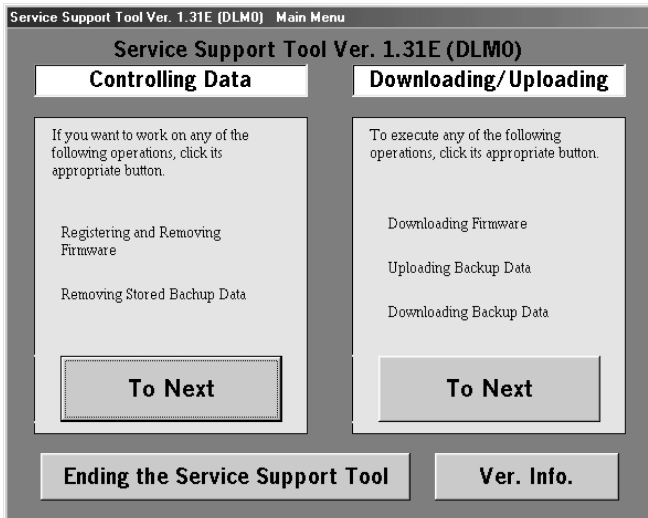 Service Support Tool Ver. 1.31E (DLM0) Main Menu
Service Support Tool Ver. 1.31E (DLM0)
Controlling Data
If you want to work on any of the
following operations, click its
appropriate button.
Registering and Removing
Firmware
Removing Stored Bachup Data
To Next
Downloading/Uploading
To execute any of the following
operations, click its appropriate button.
Downloading Firmware
Uploading Backup Data
Downloading Backup Data
To Next
Ending the Service Support Tool
Ver. Info.